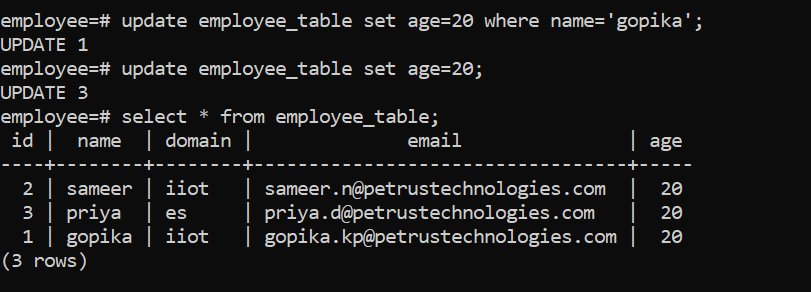 employee=# update employee_table set age=20 where name='gopika';
UPDATE 1
employee=# update employee_table set age=20;
UPDATE 3
employee=# select * from employee_table;
 id |  name  | domain |              email               | age
----+--------+--------+----------------------------------+-----
  2 | sameer | iiot   | sameer.n@petrustechnologies.com  |  20
  3 | priya  | es     | priya.d@petrustechnologies.com   |  20
  1 | gopika | iiot   | gopika.kp@petrustechnologies.com |  20
(3 rows)